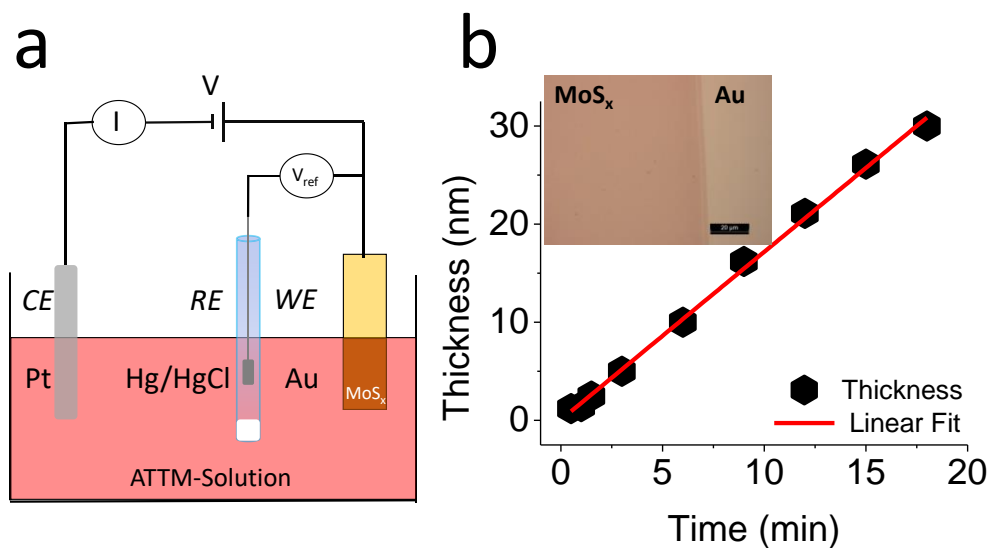 a
V
I
V_ref
CE
RE
WE
Pt
Hg/HgCl
Au
MoS_x
ATTM-Solution
b
MoS_x
Au
20 µm
30
20
10
0
Thickness (nm)
Thickness
Linear Fit
0
5
10
15
20
Time (min)